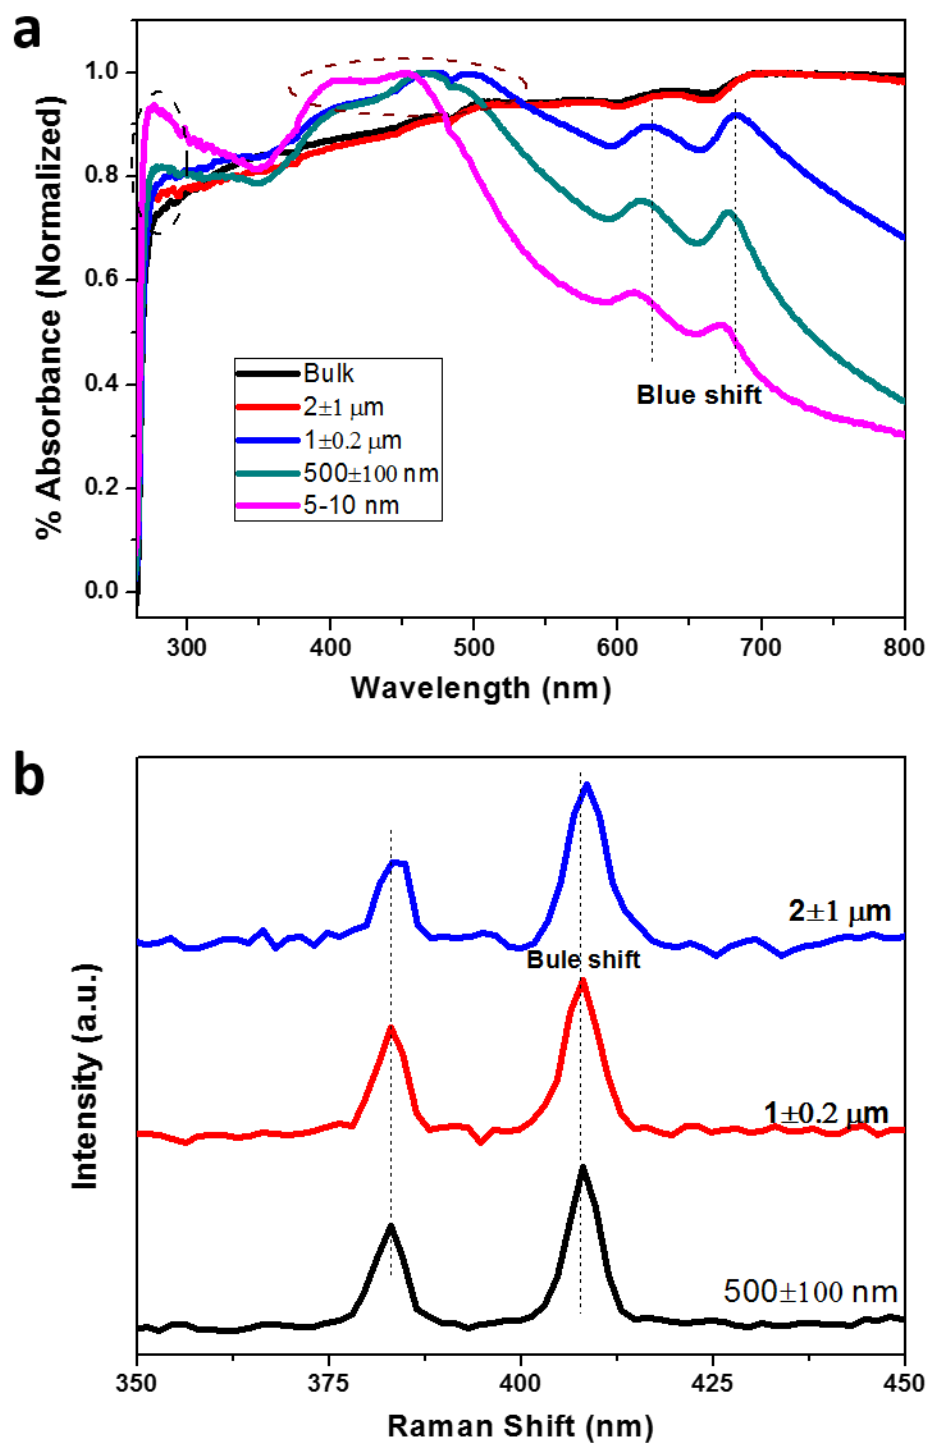 a
1.0
0.8
0.6
0.4
0.2
0.0
% Absorbance (Normalized)
Bulk
2±1 μm
1±0.2 μm
500±100 nm
5-10 nm
Blue shift
300 400 500 600 700 800
Wavelength (nm)
b
2±1 μm
Bule shift
1±0.2 μm
500±100 nm
Intensity (a.u.)
350 375 400 425 450
Raman Shift (nm)